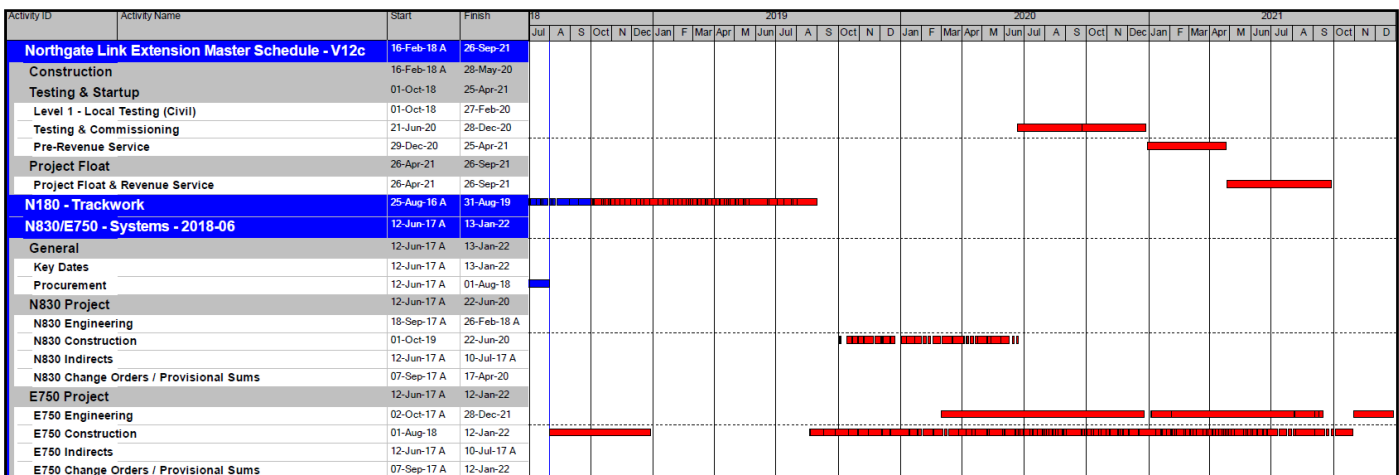 Activity ID Activity Name Start Finish 18 2019 2020 2021
Jul A S Oct N Dec Jan F Mar Apr M Jun Jul A S Oct N D Jan F Mar Apr M Jun Jul A S Oct N Dec Jan F Mar Apr M Jun Jul A S Oct N D
Northgate Link Extension Master Schedule - V12c 16-Feb-18 A 26-Sep-21
Construction 16-Feb-18 A 28-May-20
Testing & Startup 01-Oct-18 25-Apr-21
Level 1 - Local Testing (Civil) 01-Oct-18 27-Feb-20
Testing & Commissioning 21-Jun-20 28-Dec-20
Pre-Revenue Service 29-Dec-20 25-Apr-21
Project Float 26-Apr-21 26-Sep-21
Project Float & Revenue Service 26-Apr-21 26-Sep-21
N180 - Trackwork 25-Aug-16 A 31-Aug-19
N830/E750 - Systems - 2018-06 12-Jun-17 A 13-Jan-22
General 12-Jun-17 A 13-Jan-22
Key Dates 12-Jun-17 A 13-Jan-22
Procurement 12-Jun-17 A 01-Aug-18
N830 Project 12-Jun-17 A 22-Jun-20
N830 Engineering 18-Sep-17 A 26-Feb-18 A
N830 Construction 01-Oct-19 22-Jun-20
N830 Indirects 12-Jun-17 A 10-Jul-17 A
N830 Change Orders / Provisional Sums 07-Sep-17 A 17-Apr-20
E750 Project 12-Jun-17 A 12-Jan-22
E750 Engineering 02-Oct-17 A 28-Dec-21
E750 Construction 01-Aug-18 12-Jan-22
E750 Indirects 12-Jun-17 A 10-Jul-17 A
E750 Change Orders / Provisional Sums 07-Sep-17 A 12-Jan-22